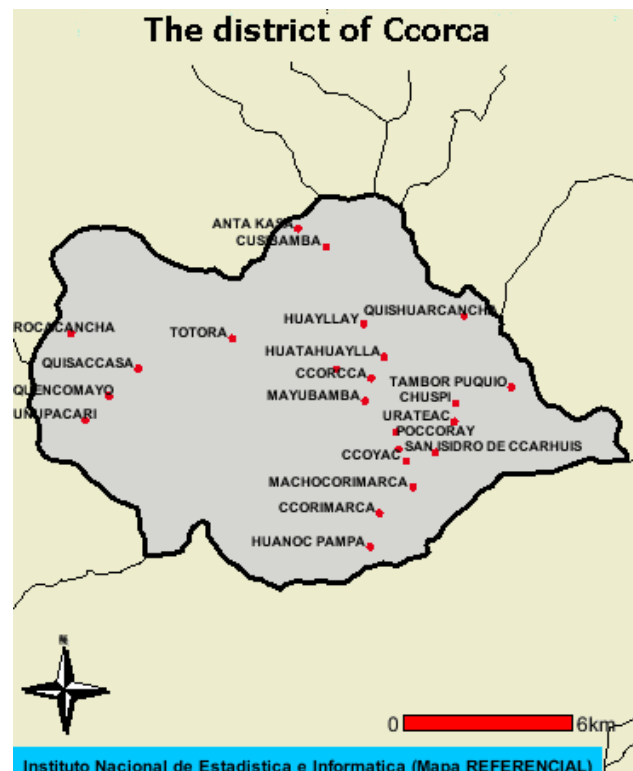 The district of Ccorca
ANTA KASA
CUSIBAMBA
QUISHUARCANCHA
HUAYLLAY
ROCACANCHA
TOTORA
HUATAHUAYLLA
QUISACCASA
CCORCCA
TAMBOR PUQUIO
QUENCOMAYO
MAYUBAMBA
CHUSPI
UÑUPACARI
URATEAC
POCCORAY
SAN ISIDRO DE CCARHUIS
CCOYAC
MACHOCORIMARCA
CCORIMARCA
HUANOC PAMPA
N
0 6km
Instituto Nacional de Estadistica e Informatica (Mapa REFERENCIAL)